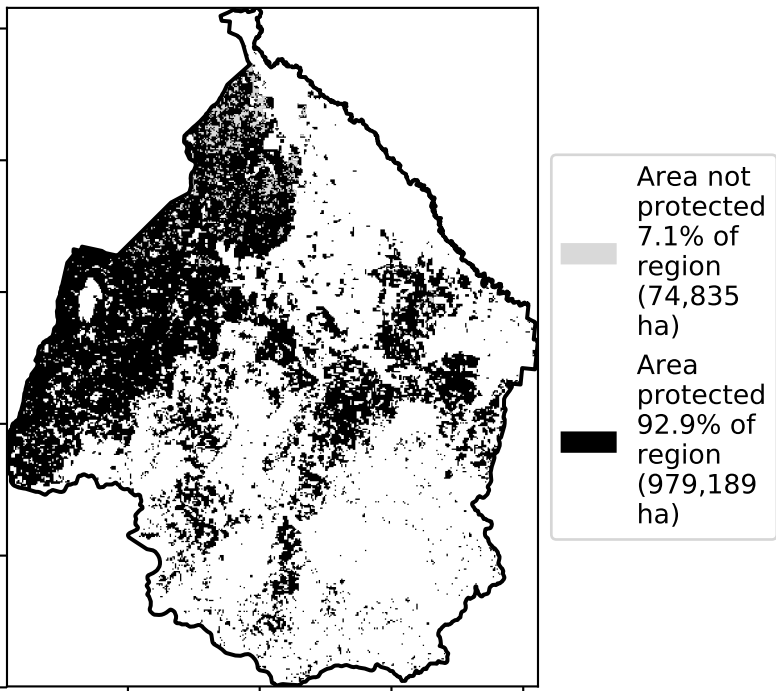 Area not
protected
7.1% of
region
(74,835
ha)
Area
protected
92.9% of
region
(979,189
ha)